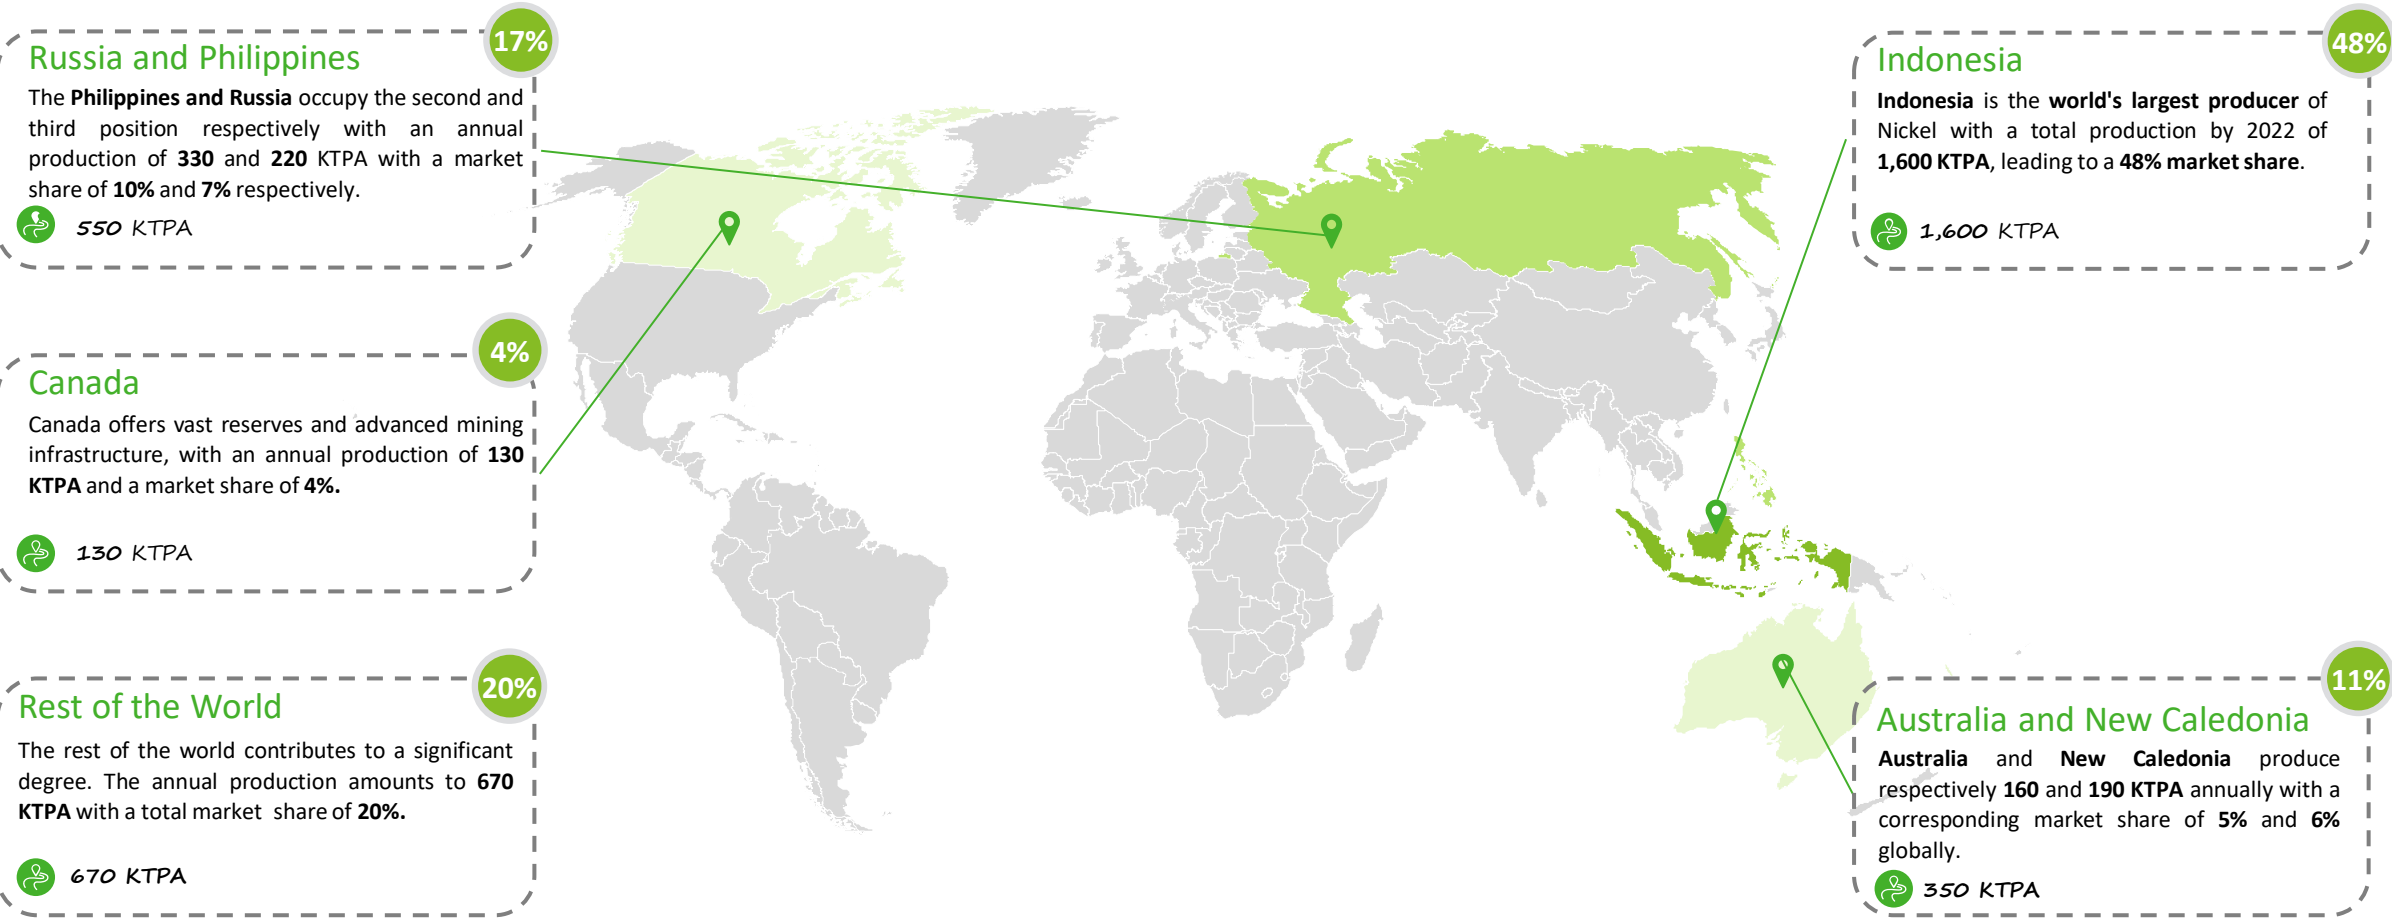 17%
Russia and Philippines
The Philippines and Russia occupy the second and
third position respectively with an annual
production of 330 and 220 KTPA with a market
share of 10% and 7% respectively.
550 KTPA
4%
Canada
Canada offers vast reserves and advanced mining
infrastructure, with an annual production of 130
KTPA and a market share of 4%.
130 KTPA
20%
Rest of the World
The rest of the world contributes to a significant
degree. The annual production amounts to 670
KTPA with a total market share of 20%.
670 KTPA
48%
Indonesia
Indonesia is the world's largest producer of
Nickel with a total production by 2022 of
1,600 KTPA, leading to a 48% market share.
1,600 KTPA
11%
Australia and New Caledonia
Australia and New Caledonia produce
respectively 160 and 190 KTPA annually with a
corresponding market share of 5% and 6%
globally.
350 KTPA